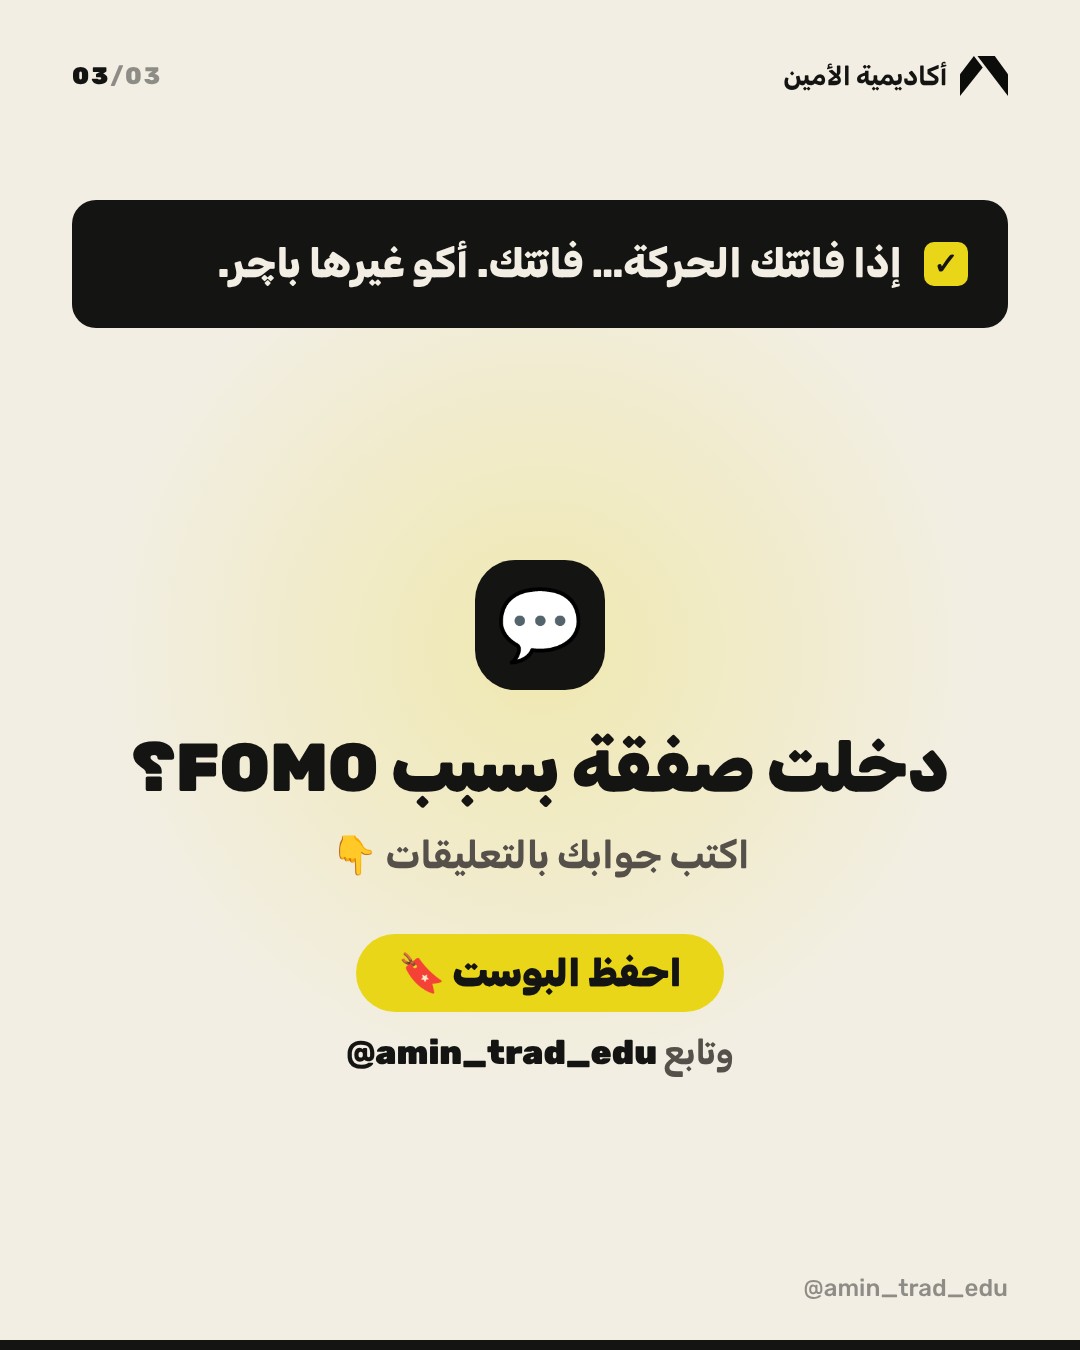 أكاديمية الأمين
03/03
✓ إذا فاتتك الحركة... فاتتك. أكو غيرها باچر.
دخلت صفقة بسبب FOMO؟
اكتب جوابك بالتعليقات 👇
احفظ البوست 🔖
وتابع @amin_trad_edu
@amin_trad_edu